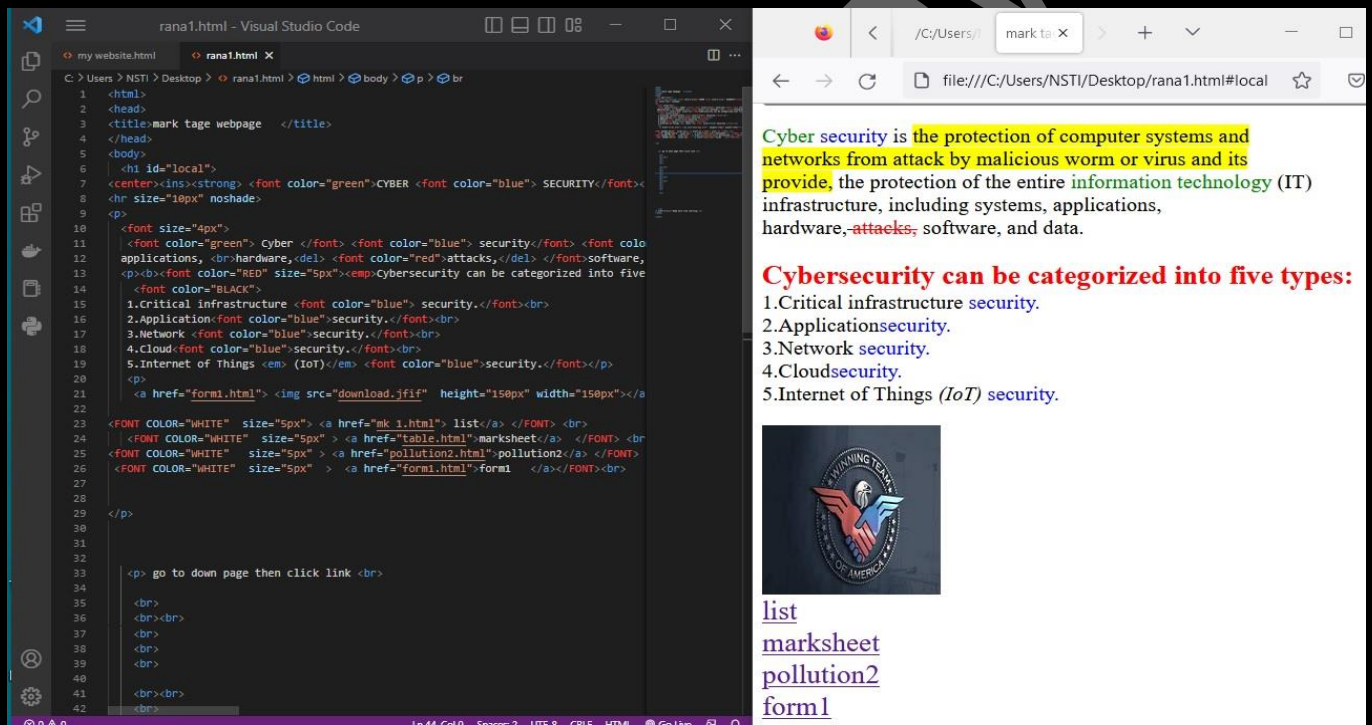 rana1.html - Visual Studio Code
my website.html
rana1.html
C: > Users > NSTI > Desktop > rana1.html > html > body > p > br
1 <html>
2 <head>
3 <title>mark tage webpage </title>
4 </head>
5 <body>
6 <h1 id="local">
7 <center><ins><strong> <font color="green">CYBER <font color="blue"> SECURITY</font><
8 <hr size="10px" noshade>
9 <p>
10 <font size="4px">
11 <font color="green"> Cyber </font> <font color="blue"> security</font> <font colo
12 applications, <br>hardware,<del> <font color="red">attacks,</del> </font>software,
13 <p><b><font color="RED" size="5px"><emp>Cybersecurity can be categorized into five
14 <font color="BLACK">
15 1.Critical infrastructure <font color="blue"> security.</font><br>
16 2.Application<font color="blue">security.</font><br>
17 3.Network <font color="blue">security.</font><br>
18 4.Cloud<font color="blue">security.</font><br>
19 5.Internet of Things <em> (IoT)</em> <font color="blue">security.</font></p>
20 <p>
21 <a href="form1.html"> <img src="download.jfif" height="150px" width="150px"></a
22
23 <FONT COLOR="WHITE" size="5px"> <a href="mk 1.html"> list</a> </FONT> <br>
24 <FONT COLOR="WHITE" size="5px" > <a href="table.html">marksheet</a> </FONT> <br
25 <font COLOR="WHITE" size="5px" > <a href="pollution2.html">pollution2</a> </FONT>
26 <FONT COLOR="WHITE" size="5px" > <a href="form1.html">form1 </a></FONT><br>
27
28
29 </p>
30
31
32
33 <p> go to down page then click link <br>
34
35 <br>
36 <br><br>
37 <br>
38 <br>
39 <br>
40
41 <br><br>
42 <br>
Spaces: 2 UTF-8 CRLF HTML Go Live
/C:/Users/
mark ta
file:///C:/Users/NSTI/Desktop/rana1.html#local
Cyber security is the protection of computer systems and
networks from attack by malicious worm or virus and its
provide, the protection of the entire information technology (IT)
infrastructure, including systems, applications,
hardware, attacks, software, and data.
Cybersecurity can be categorized into five types:
1.Critical infrastructure security.
2.Applicationsecurity.
3.Network security.
4.Cloudsecurity.
5.Internet of Things (IoT) security.
WINNING TEAM
OF AMERICA
list
marksheet
pollution2
form1